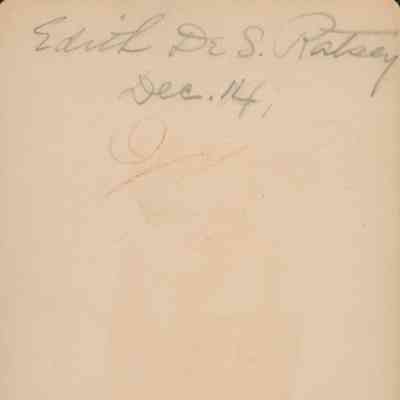 Edith De S. Ratsey
Dec. 14,